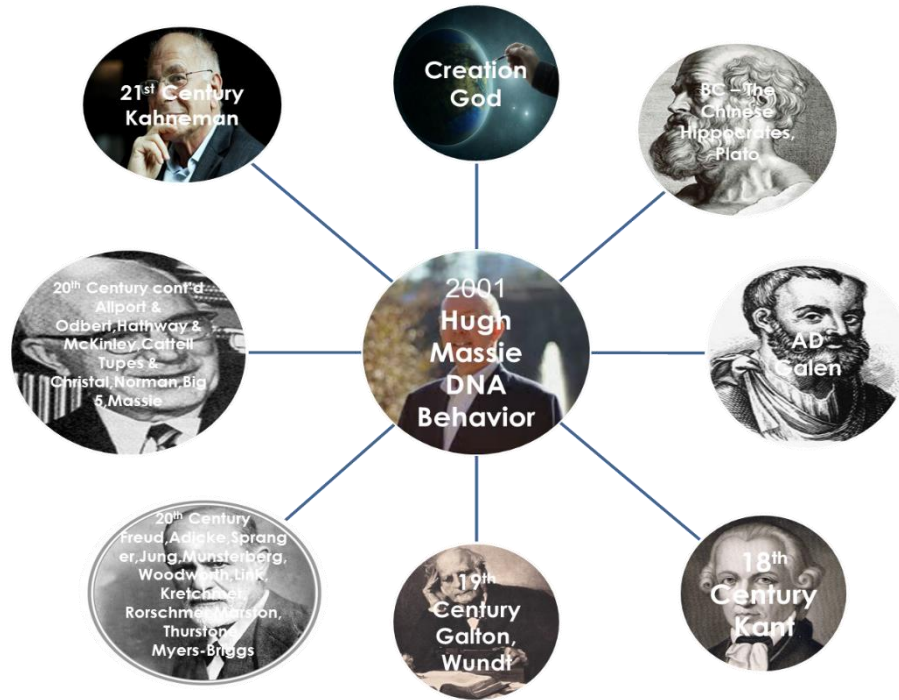 Creation
God
BC – The
Chinese
Hippocrates,
Plato
AD -
Galen
18th
Century
Kant
19th
Century
Galton,
Wundt
20th Century
Freud,Adicke,Sprang
er,Jung,Munsterberg,
Woodworth,Link,
Kretchmer,
Rorschmer,Marston,
Thurstone,
Myers-Briggs
20th Century cont'd
Allport &
Odbert,Hathway &
McKinley,Cattell
Tupes &
Christal,Norman,Big
5,Massie
21st Century
Kahneman
2001
Hugh
Massie
DNA
Behavior